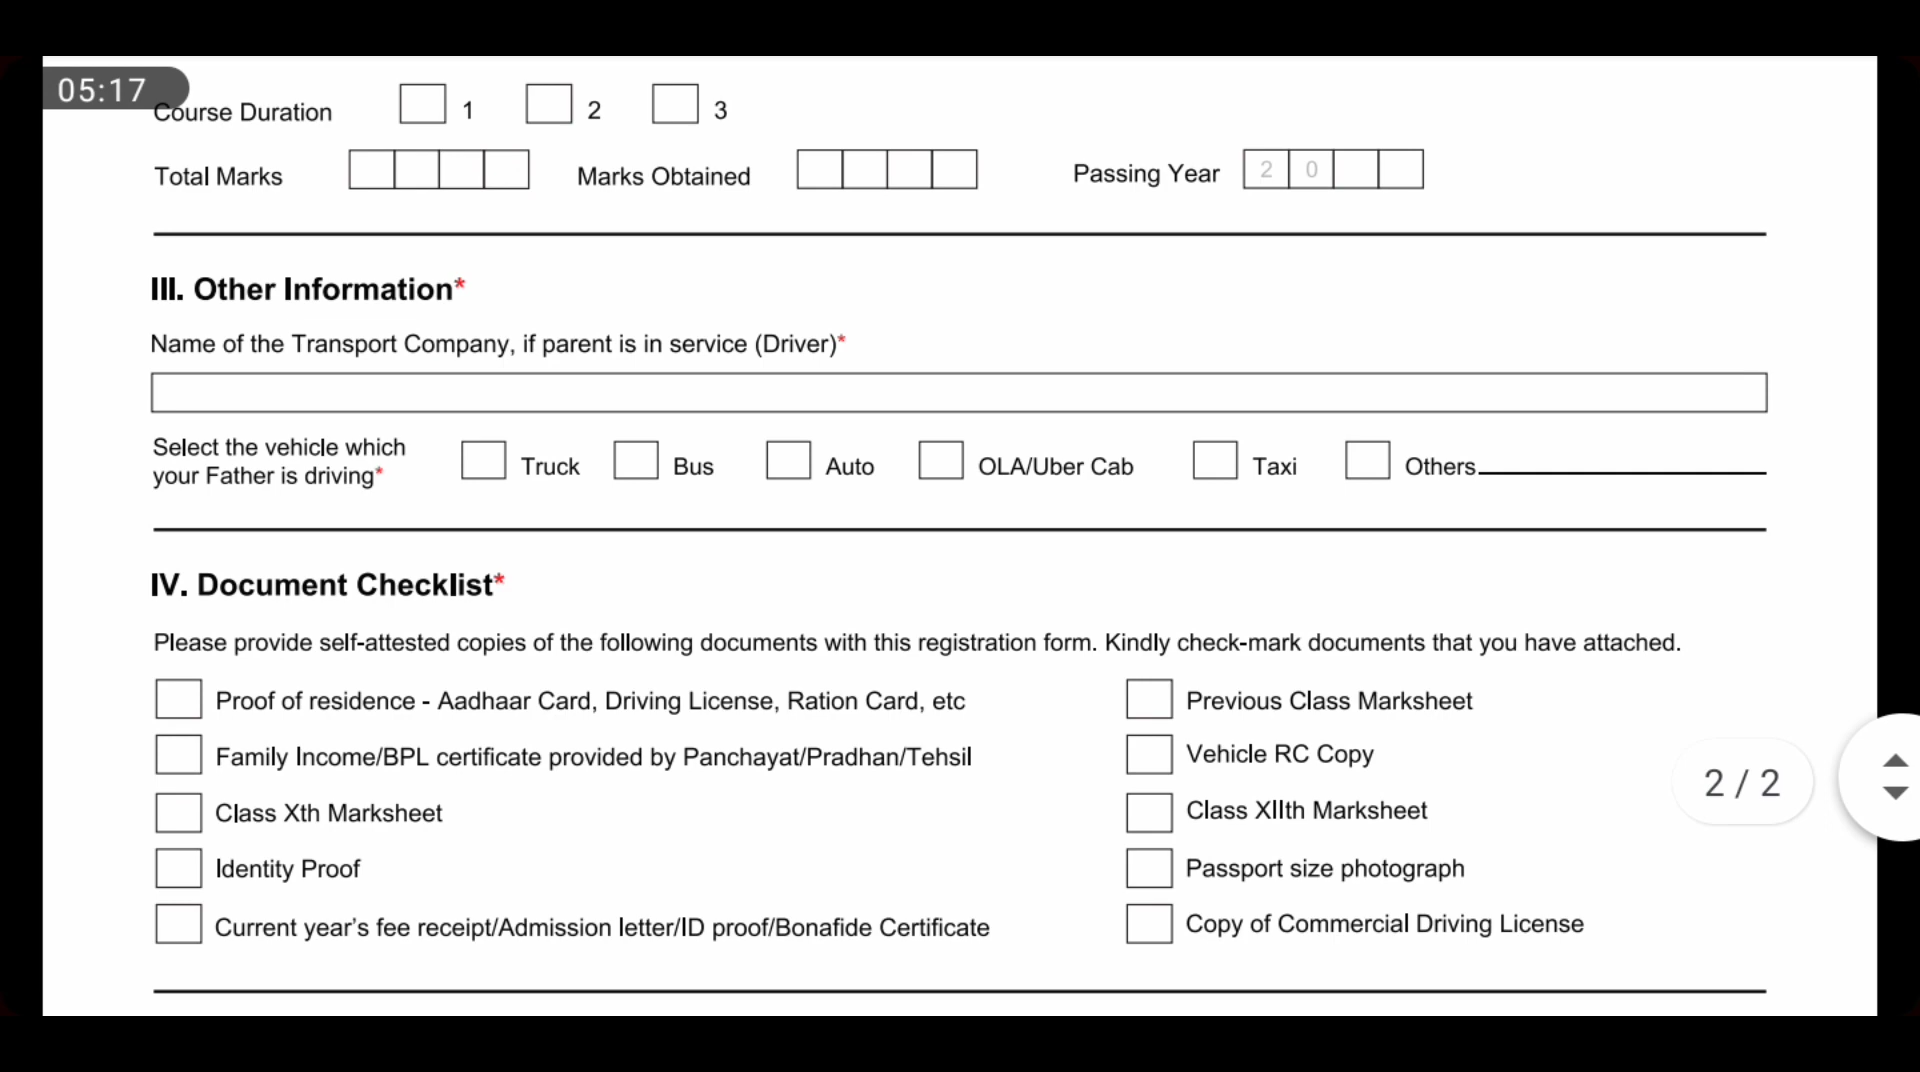 05:17
Course Duration 1 2 3
Total Marks Marks Obtained Passing Year 2 0
III. Other Information*
Name of the Transport Company, if parent is in service (Driver)*
Select the vehicle which
your Father is driving* Truck Bus Auto OLA/Uber Cab Taxi Others
IV. Document Checklist*
Please provide self-attested copies of the following documents with this registration form. Kindly check-mark documents that you have attached.
Proof of residence - Aadhaar Card, Driving License, Ration Card, etc
Previous Class Marksheet
Family Income/BPL certificate provided by Panchayat/Pradhan/Tehsil
Vehicle RC Copy
Class Xth Marksheet
Class XIIth Marksheet
Identity Proof
Passport size photograph
Current year's fee receipt/Admission letter/ID proof/Bonafide Certificate
Copy of Commercial Driving License
2 / 2